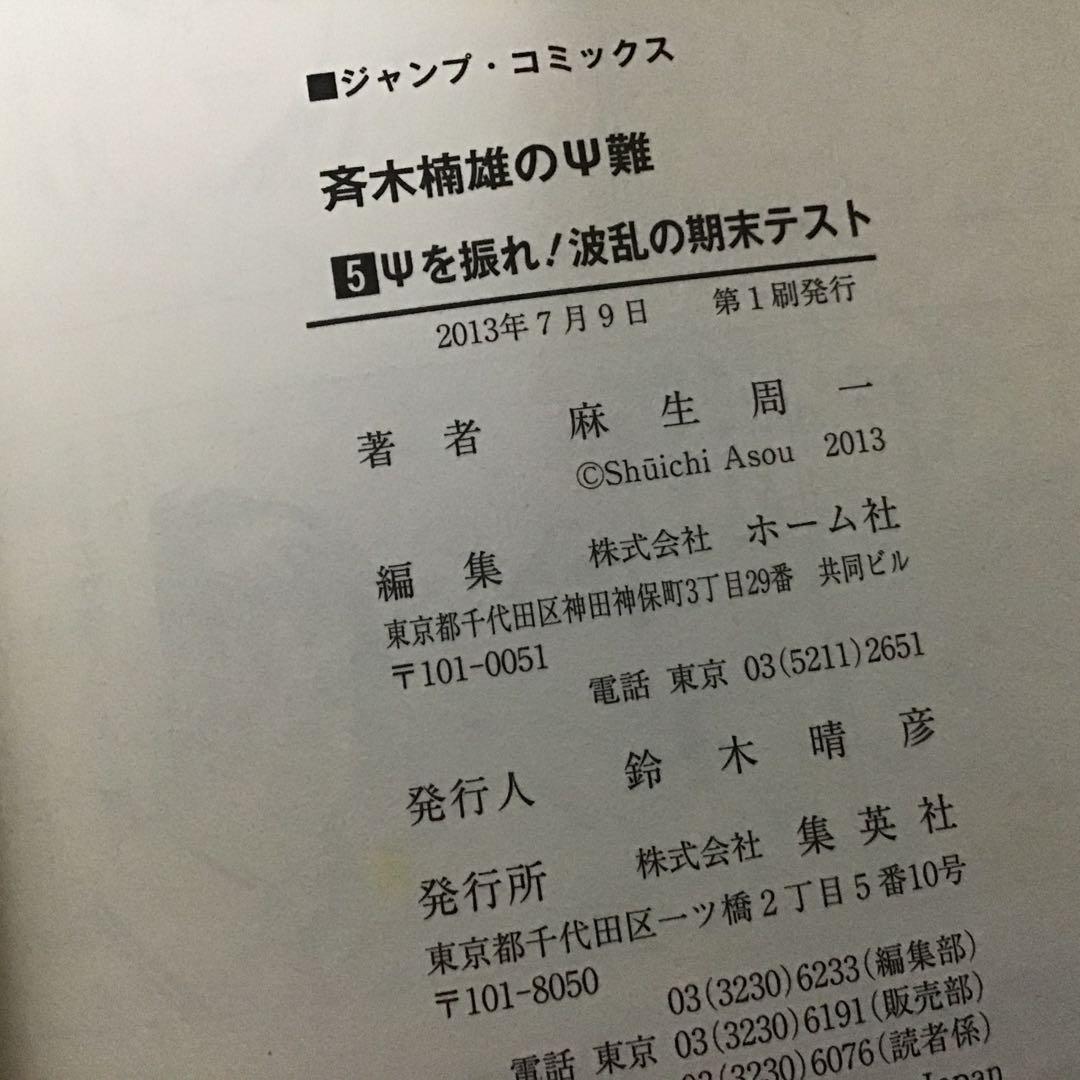 ■ジャンプ・コミックス
斉木楠雄のΨ難
5Ψを振れ!波乱の期末テスト
2013年7月9日 第1刷発行
著者 麻生周一
©Shūichi Asou 2013
編集 株式会社 ホーム社
東京都千代田区神田神保町3丁目29番 共同ビル
〒101-0051
電話 東京 03(5211)2651
発行人 鈴木晴彦
発行所 株式会社 集英社
東京都千代田区一ツ橋2丁目5番10号
〒101-8050
03(3230)6233(編集部)
電話 東京 03(3230)6191(販売部)
03(3230)6076(読者係)
Japan